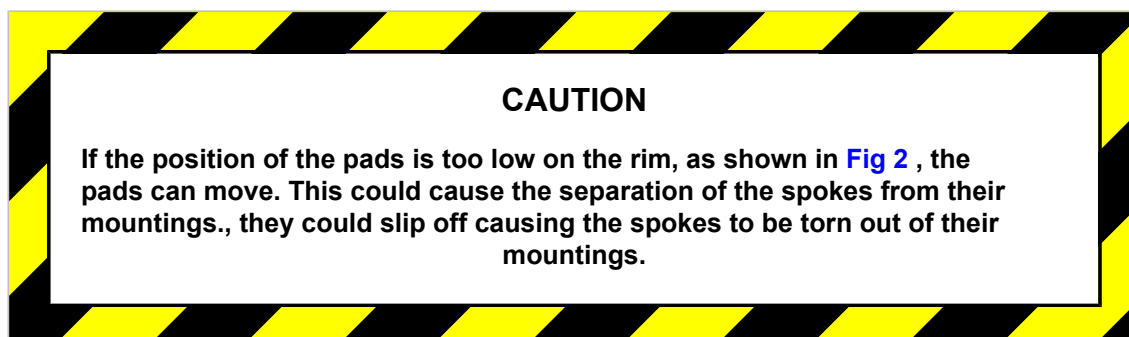 CAUTION
If the position of the pads is too low on the rim, as shown in Fig 2 , the
pads can move. This could cause the separation of the spokes from their
mountings., they could slip off causing the spokes to be torn out of their
mountings.